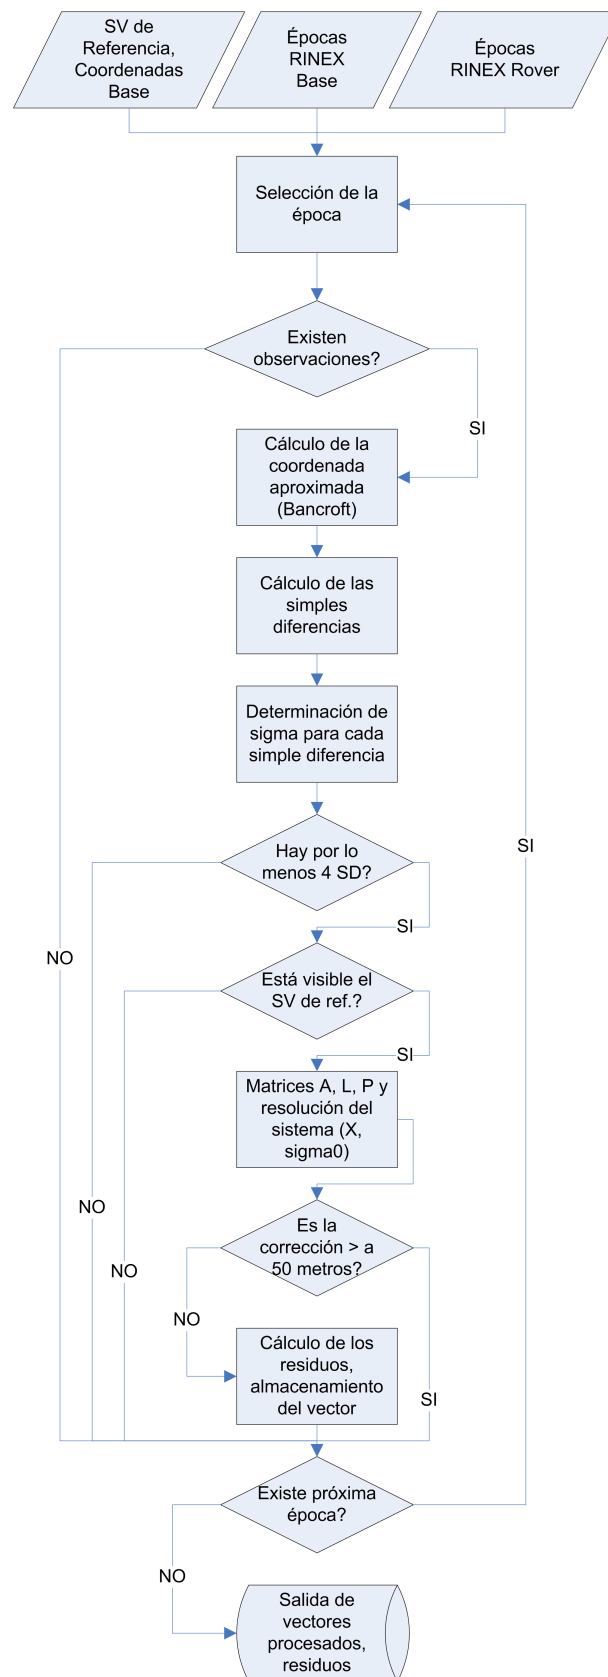 SV de
Referencia,
Coordenadas
Base
Épocas
RINEX
Base
Épocas
RINEX Rover
Selección de la
época
Existen
observaciones?
SI
Cálculo de la
coordenada
aproximada
(Bancroft)
Cálculo de las
simples
diferencias
Determinación de
sigma para cada
simple diferencia
Hay por lo
menos 4 SD?
SI
SI
NO
Está visible el
SV de ref.?
SI
Matrices A, L, P y
resolución del
sistema (X,
sigma0)
NO
Es la
corrección > a
50 metros?
NO
NO
Cálculo de los
residuos,
almacenamiento
del vector
SI
Existe próxima
época?
NO
Salida de
vectores
procesados,
residuos